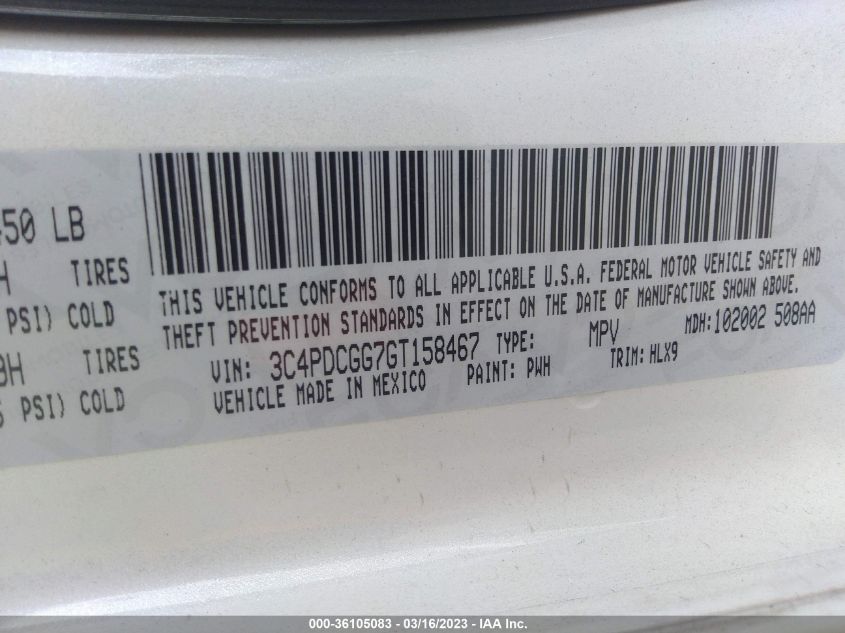 450 LB
H TIRES
PSI) COLD
TIRES
PSI) COLD
THIS VEHICLE CONFORMS TO ALL APPLICABLE U.S.A. FEDERAL MOTOR VEHICLE SAFETY AND
THEFT PREVENTION STANDARDS IN EFFECT ON THE DATE OF MANUFACTURE SHOWN ABOVE.
VIN: 3C4PDCGG7GT158467 TYPE: MPV MDH:102002 508AA
VEHICLE MADE IN MEXICO PAINT: PWH TRIM: HLX9
000-36105083 - 03/16/2023 - IAA Inc.